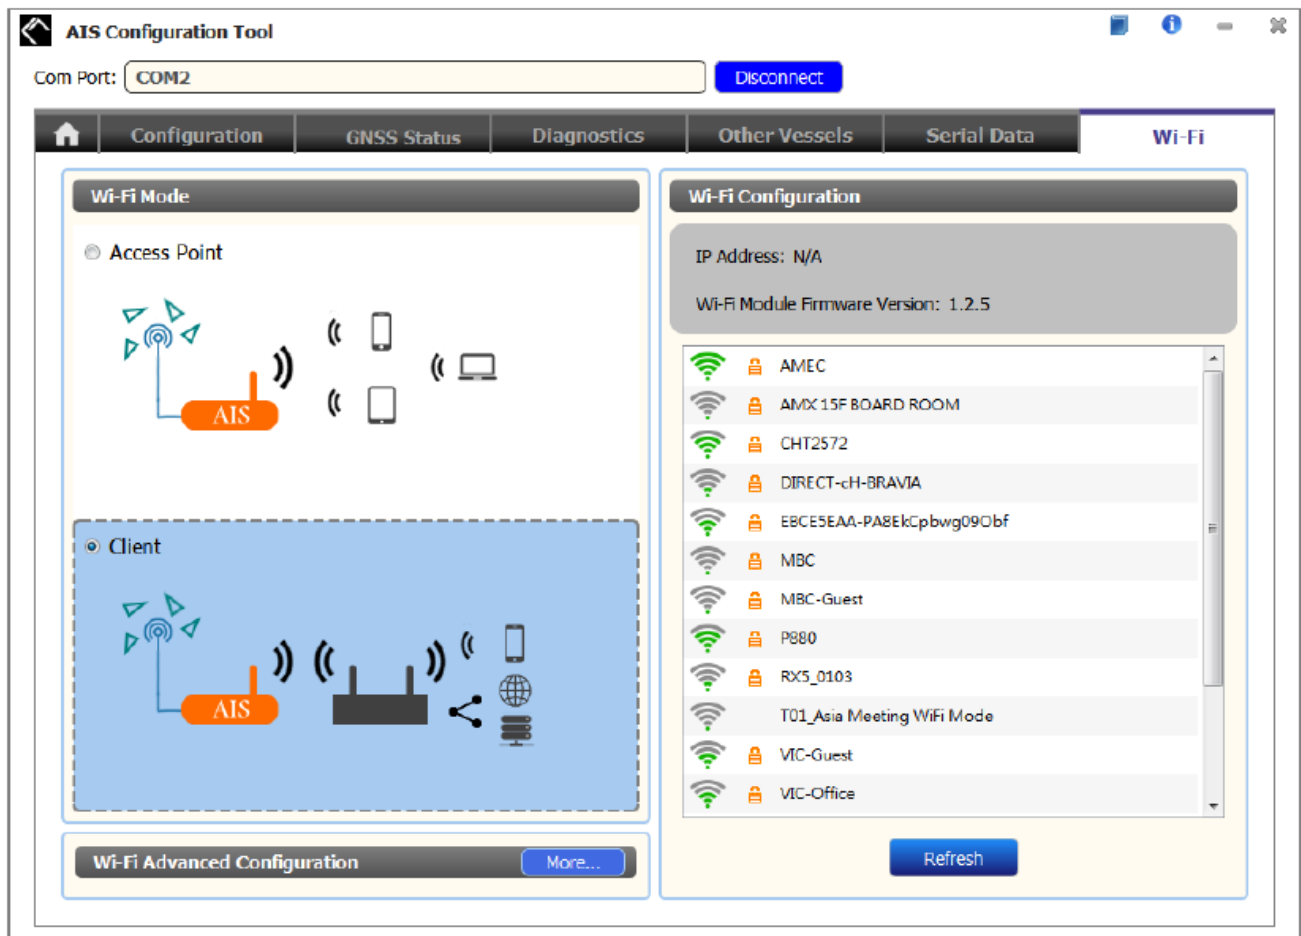 AIS Configuration Tool
Com Port: COM2 Disconnect
Configuration GNSS Status Diagnostics Other Vessels Serial Data Wi-Fi
Wi-Fi Mode
Access Point
AIS
Client
AIS
Wi-Fi Advanced Configuration More...
Wi-Fi Configuration
IP Address: N/A
Wi-Fi Module Firmware Version: 1.2.5
AMEC
AMX 15F BOARD ROOM
CHT2572
DIRECT-cH-BRAVIA
EBCE5EAA-PA8EkCpbwg09Obf
MBC
MBC-Guest
P880
RX5_0103
T01_Asia Meeting WiFi Mode
VIC-Guest
VIC-Office
Refresh